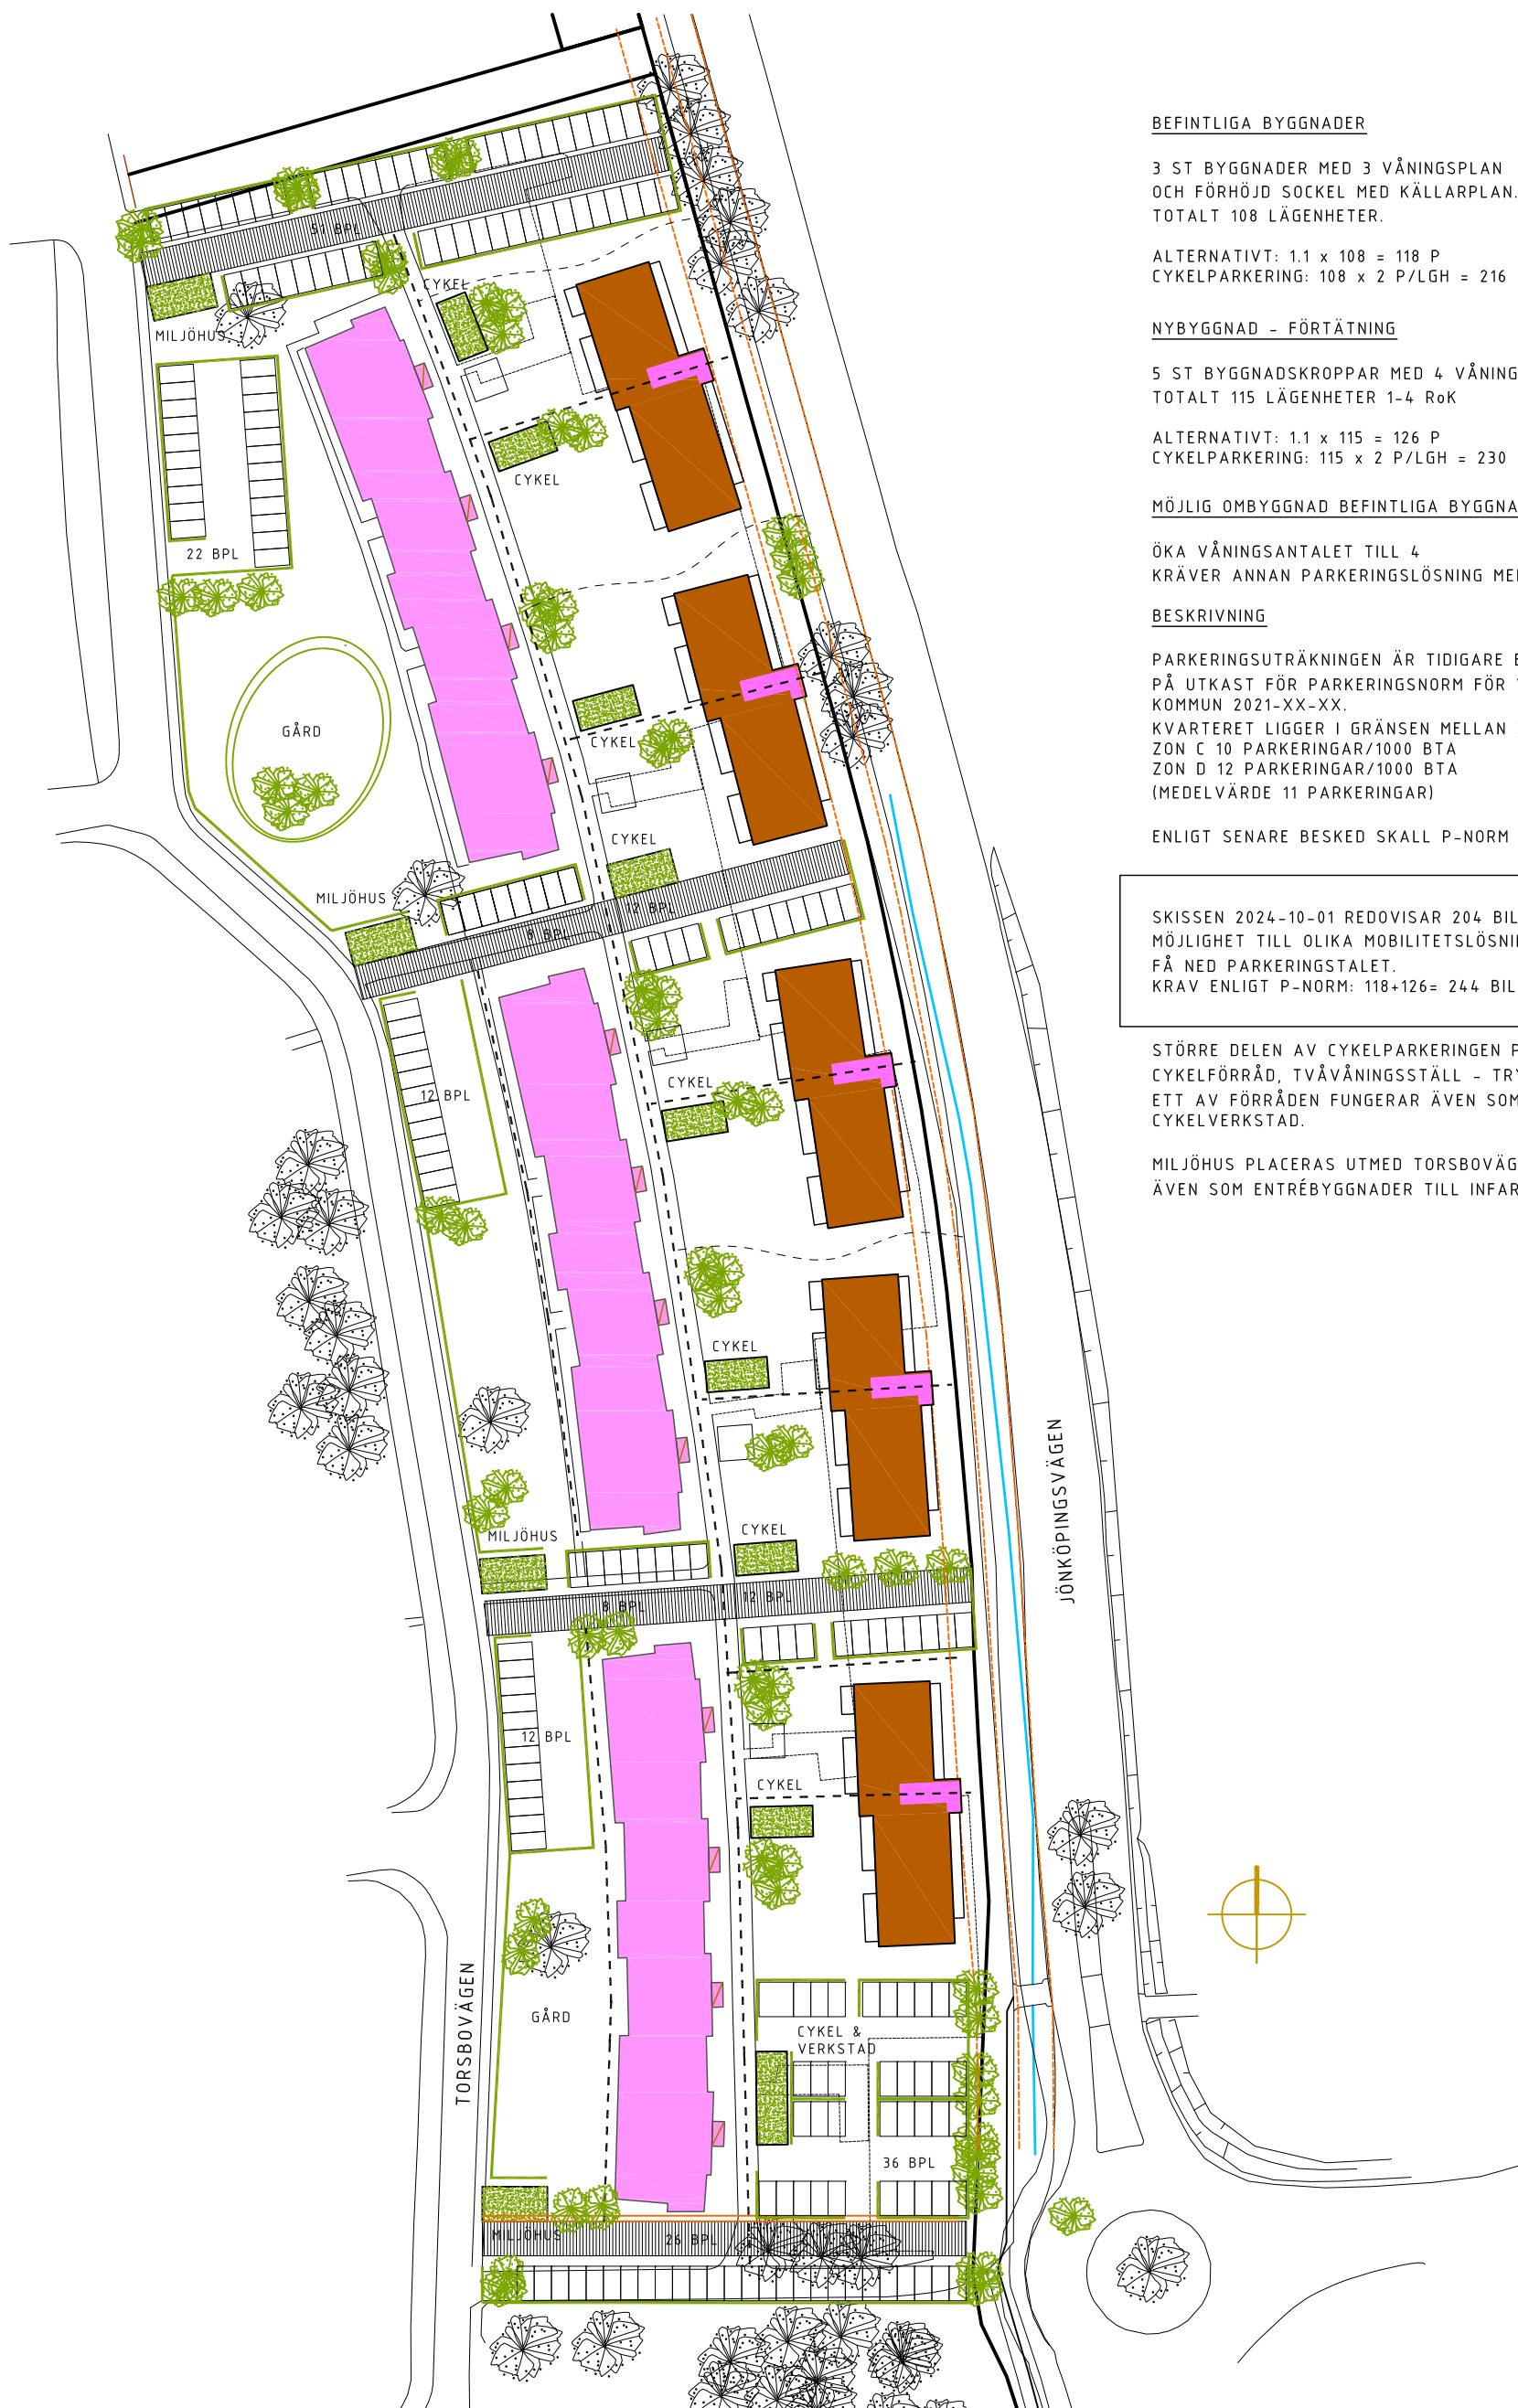 BEFINTLIGA BYGGNADER
3 ST BYGGNADER MED 3 VÅNINGSPLAN
OCH FÖRHÖJD SOCKEL MED KÄLLARPLAN.
TOTALT 108 LÄGENHETER.
ALTERNATIVT: 1.1 x 108 = 118 P
CYKELPARKERING: 108 x 2 P/LGH = 216
NYBYGGNAD - FÖRTÄTNING
5 ST BYGGNADSKROPPAR MED 4 VÅNING
TOTALT 115 LÄGENHETER 1-4 RoK
ALTERNATIVT: 1.1 x 115 = 126 P
CYKELPARKERING: 115 x 2 P/LGH = 230
MÖJLIG OMBYGGNAD BEFINTLIGA BYGGNA
ÖKA VÅNINGSANTALET TILL 4
KRÄVER ANNAN PARKERINGSLÖSNING ME
BESKRIVNING
PARKERINGSUTRÄKNINGEN ÄR TIDIGARE
PÅ UTKAST FÖR PARKERINGSNORM FÖR
KOMMUN 2021-XX-XX.
KVARTERET LIGGER I GRÄNSEN MELLAN
ZON C 10 PARKERINGAR/1000 BTA
ZON D 12 PARKERINGAR/1000 BTA
(MEDELVÄRDE 11 PARKERINGAR)
ENLIGT SENARE BESKED SKALL P-NORM
SKISSEN 2024-10-01 REDOVISAR 204 BIL
MÖJLIGHET TILL OLIKA MOBILITETSLÖSNI
FÅ NED PARKERINGSTALET.
KRAV ENLIGT P-NORM: 118+126= 244 BIL
STÖRRE DELEN AV CYKELPARKERINGEN P
CYKELFÖRRÅD, TVÅVÅNINGSSTÄLL - TRY
ETT AV FÖRRÅDEN FUNGERAR ÄVEN SOM
CYKELVERKSTAD.
MILJÖHUS PLACERAS UTMED TORSBOVÄG
ÄVEN SOM ENTRÉBYGGNADER TILL INFAR
51 BPL
CYKEL
MILJÖHUS
CYKEL
22 BPL
GÅRD
CYKEL
CYKEL
MILJÖHUS
12 BPL
8 BPL
CYKEL
12 BPL
CYKEL
JÖNKÖPINGSVÄGEN
CYKEL
MILJÖHUS
12 BPL
8 BPL
12 BPL
CYKEL
TORSBOVÄGEN
GÅRD
CYKEL &
VERKSTAD
36 BPL
MILJÖHUS
26 BPL